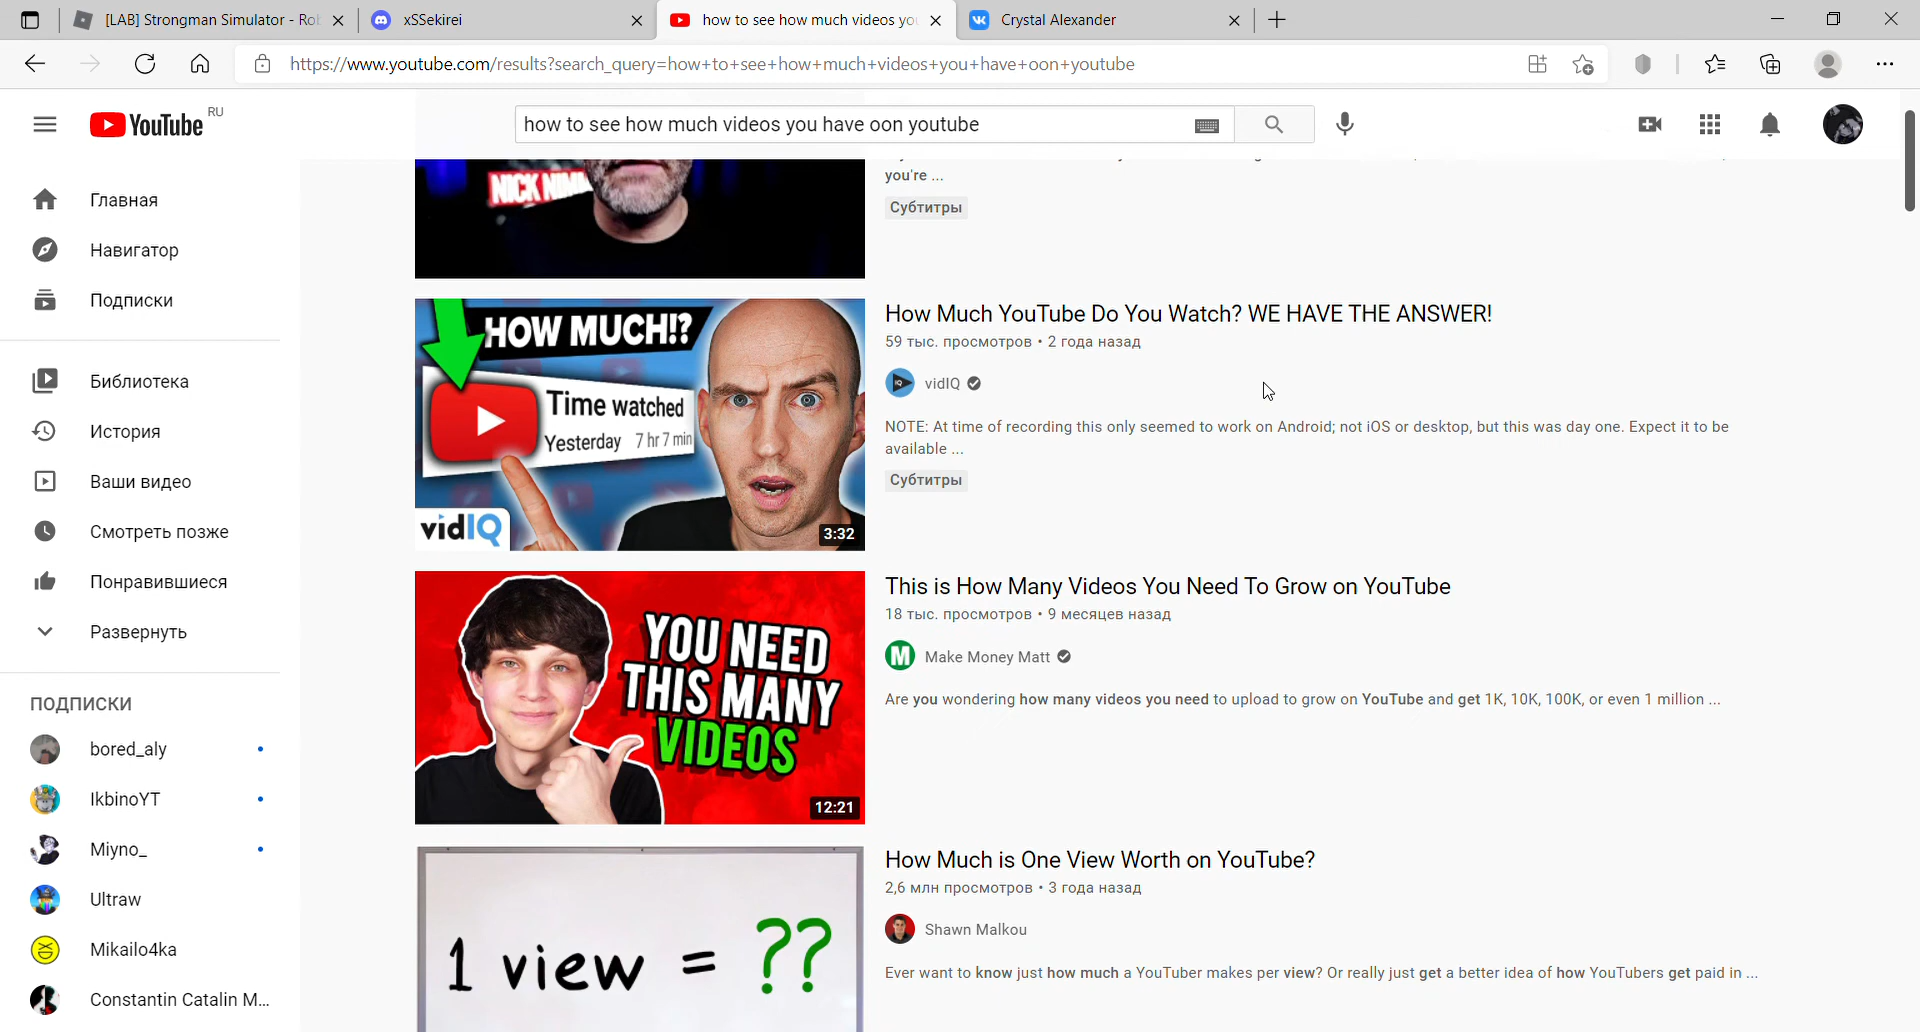 [LAB] Strongman Simulator - Ro
xSSekirei
how to see how much videos yo
Crystal Alexander
https://www.youtube.com/results?search_query=how+to+see+how+much+videos+you+have+oon+youtube
YouTube RU
how to see how much videos you have oon youtube
Главная
Навигатор
Подписки
Библиотека
История
Ваши видео
Смотреть позже
Понравившиеся
Развернуть
ПОДПИСКИ
bored_aly
IkbinoYT
Miyno_
Ultraw
Mikailo4ka
Constantin Catalin M...
NICK NIMM
you're ...
Субтитры
HOW MUCH!?
Time watched
Yesterday 7 hr 7 min
vidIQ
3:32
How Much YouTube Do You Watch? WE HAVE THE ANSWER!
59 тыс. просмотров • 2 года назад
vidIQ
NOTE: At time of recording this only seemed to work on Android; not iOS or desktop, but this was day one. Expect it to be
available ...
Субтитры
YOU NEED
THIS MANY
VIDEOS
12:21
This is How Many Videos You Need To Grow on YouTube
18 тыс. просмотров • 9 месяцев назад
M
Make Money Matt
Are you wondering how many videos you need to upload to grow on YouTube and get 1K, 10K, 100K, or even 1 million ...
1 view = ??
How Much is One View Worth on YouTube?
2,6 млн просмотров • 3 года назад
Shawn Malkou
Ever want to know just how much a YouTuber makes per view? Or really just get a better idea of how YouTubers get paid in ...